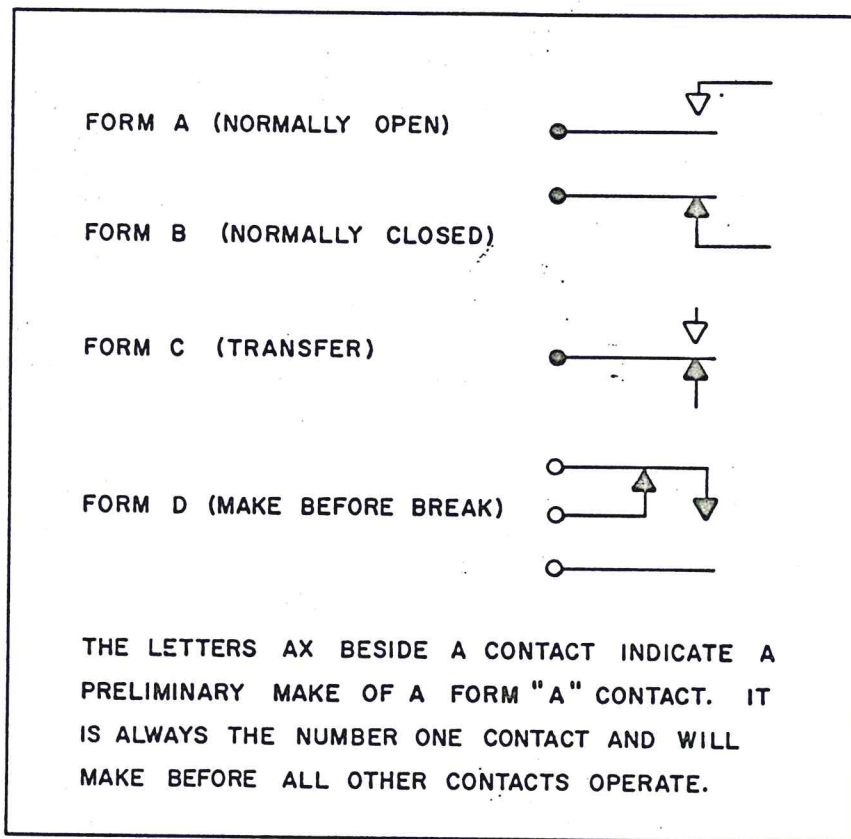 FORM A (NORMALLY OPEN)
FORM B (NORMALLY CLOSED)
FORM C (TRANSFER)
FORM D (MAKE BEFORE BREAK)
THE LETTERS AX BESIDE A CONTACT INDICATE A
PRELIMINARY MAKE OF A FORM "A" CONTACT. IT
IS ALWAYS THE NUMBER ONE CONTACT AND WILL
MAKE BEFORE ALL OTHER CONTACTS OPERATE.